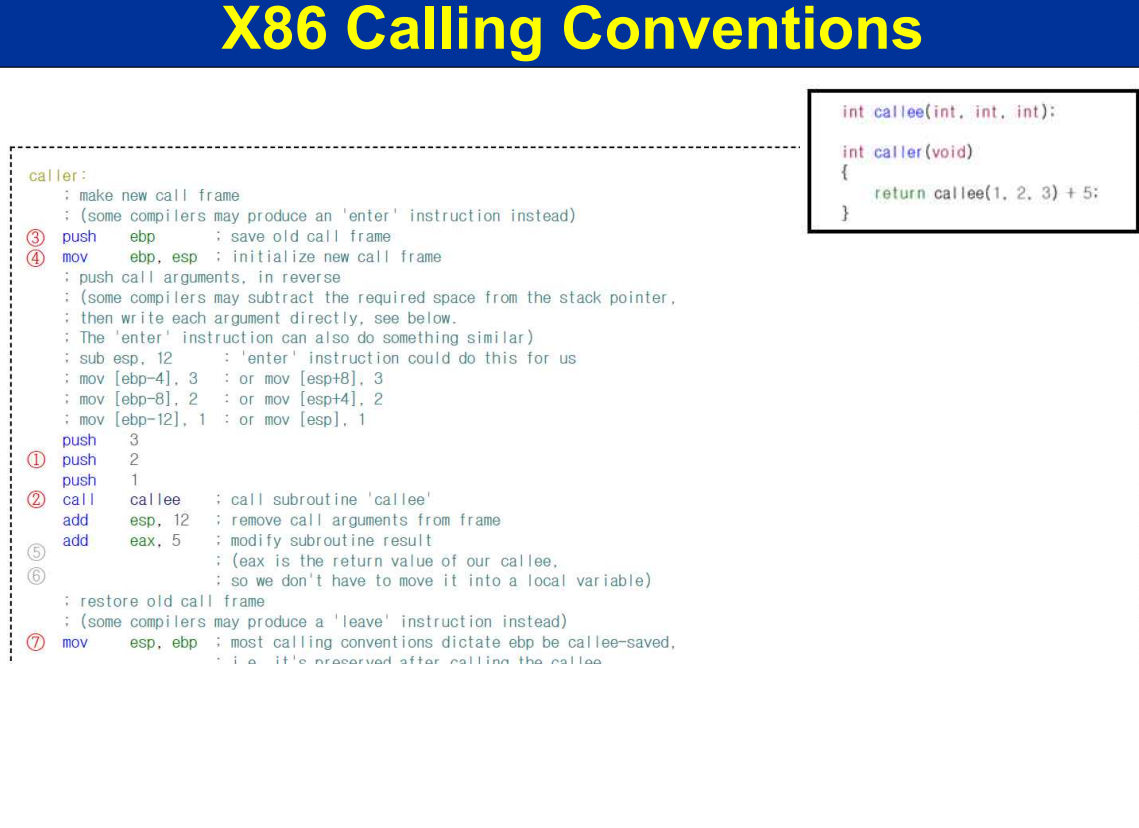 X86 Calling Conventions
int callee(int, int, int);
int caller(void)
{
return callee(1, 2, 3) + 5;
}
caller:
; make new call frame
; (some compilers may produce an 'enter' instruction instead)
③ push ebp ; save old call frame
④ mov ebp, esp ; initialize new call frame
; push call arguments, in reverse
; (some compilers may subtract the required space from the stack pointer,
; then write each argument directly, see below.
; The 'enter' instruction can also do something similar)
; sub esp, 12 ; 'enter' instruction could do this for us
; mov [ebp-4], 3 ; or mov [esp+8], 3
; mov [ebp-8], 2 ; or mov [esp+4], 2
; mov [ebp-12], 1 ; or mov [esp], 1
push 3
① push 2
push 1
② call callee ; call subroutine 'callee'
add esp, 12 ; remove call arguments from frame
add eax, 5 ; modify subroutine result
⑤ ; (eax is the return value of our callee,
⑥ ; so we don't have to move it into a local variable)
; restore old call frame
; (some compilers may produce a 'leave' instruction instead)
⑦ mov esp, ebp ; most calling conventions dictate ebp be callee-saved,
; i.e. it's preserved after calling the callee